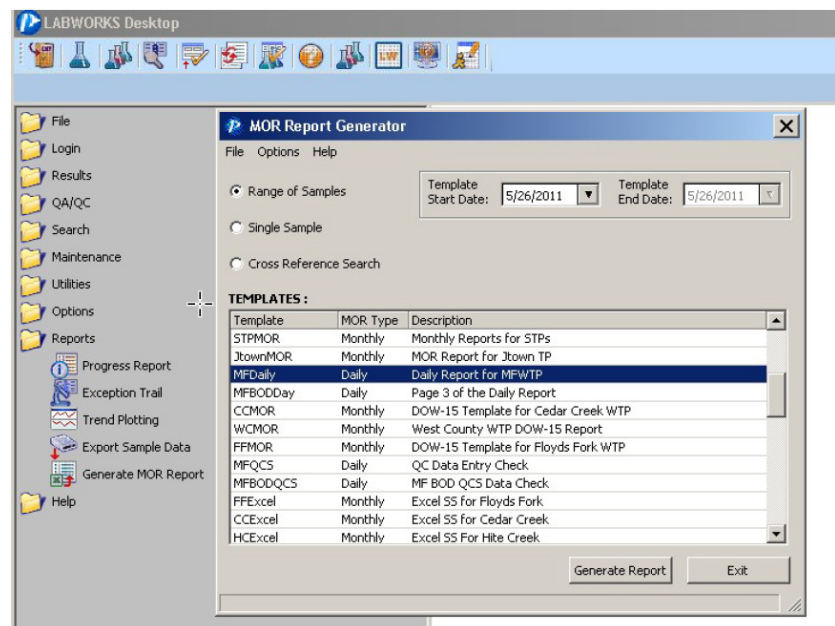 LABWORKS Desktop
LW
File
Login
Results
QA/QC
Search
Maintenance
Utilities
Options
Reports
Progress Report
Exception Trail
Trend Plotting
Export Sample Data
Generate MOR Report
Help
MOR Report Generator
File Options Help
Range of Samples
Single Sample
Cross Reference Search
Template Start Date: 5/26/2011 Template End Date: 5/26/2011
TEMPLATES :
Template MOR Type Description
STPMOR Monthly Monthly Reports for STPs
JtownMOR Monthly MOR Report for Jtown TP
MFDaily Daily Daily Report for MFWTP
MFBODDay Daily Page 3 of the Daily Report
CCMOR Monthly DOW-15 Template for Cedar Creek WTP
WCMOR Monthly West County WTP DOW-15 Report
FFMOR Monthly DOW-15 Template for Floyds Fork WTP
MFQCS Daily QC Data Entry Check
MFBODQCS Daily MF BOD QCS Data Check
FFExcel Monthly Excel SS for Floyds Fork
CCExcel Monthly Excel SS for Cedar Creek
HCExcel Monthly Excel SS For Hite Creek
Generate Report Exit